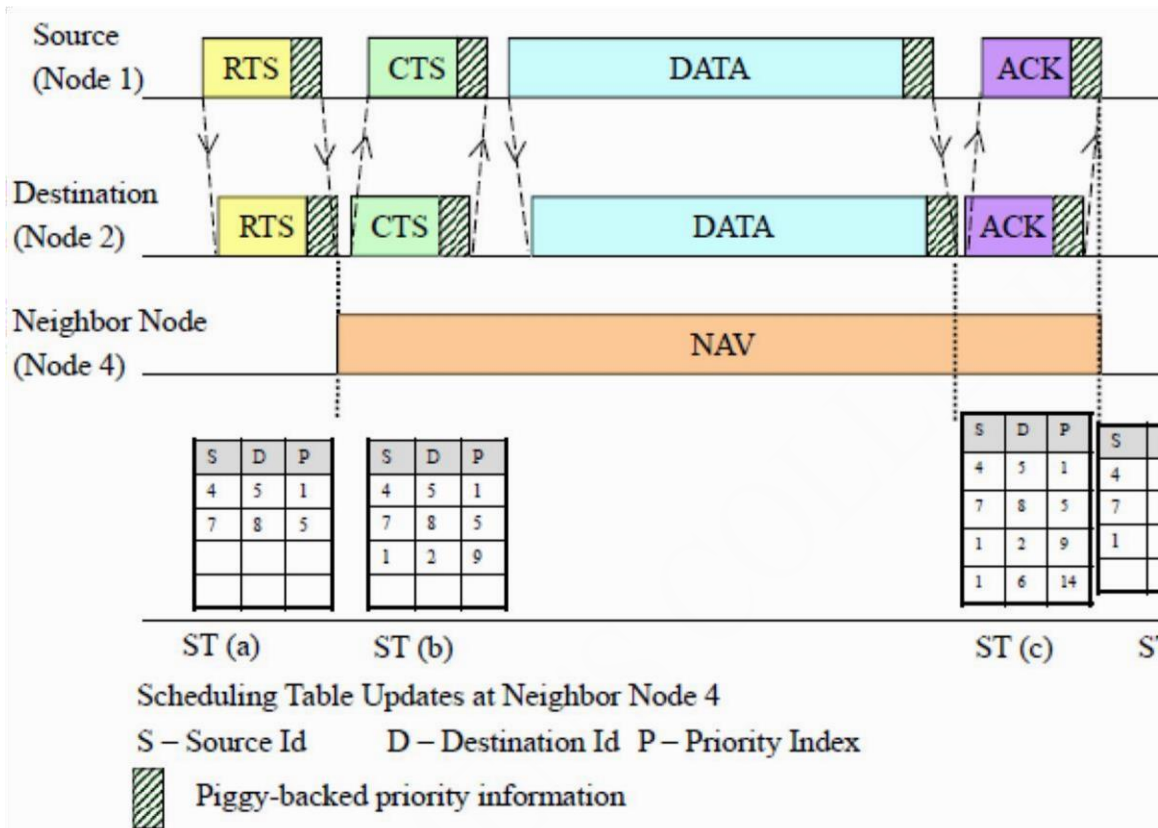 Source
(Node 1)
RTS
CTS
DATA
ACK
Destination
(Node 2)
RTS
CTS
DATA
ACK
Neighbor Node
(Node 4)
NAV
S D P
4 5 1
7 8 5
S D P
4 5 1
7 8 5
1 2 9
S D P
4 5 1
7 8 5
1 2 9
1 6 14
S
4
7
1
ST (a)
ST (b)
ST (c)
ST
Scheduling Table Updates at Neighbor Node 4
S – Source Id D – Destination Id P – Priority Index
Piggy-backed priority information